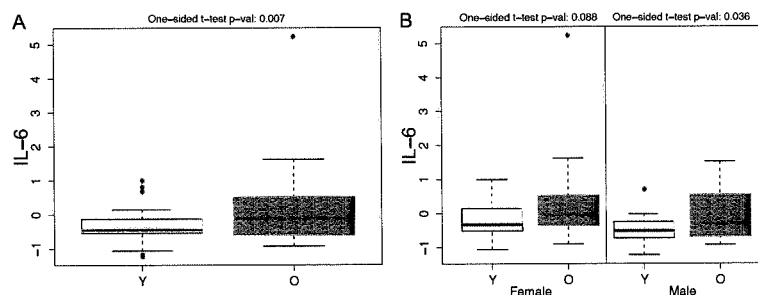 A
One-sided t-test p-val: 0.007
IL-6
5
4
3
2
1
0
-1
Y
O
B
One-sided t-test p-val: 0.088
One-sided t-test p-val: 0.036
IL-6
5
4
3
2
1
0
-1
Y
O
Y
O
Female
Male